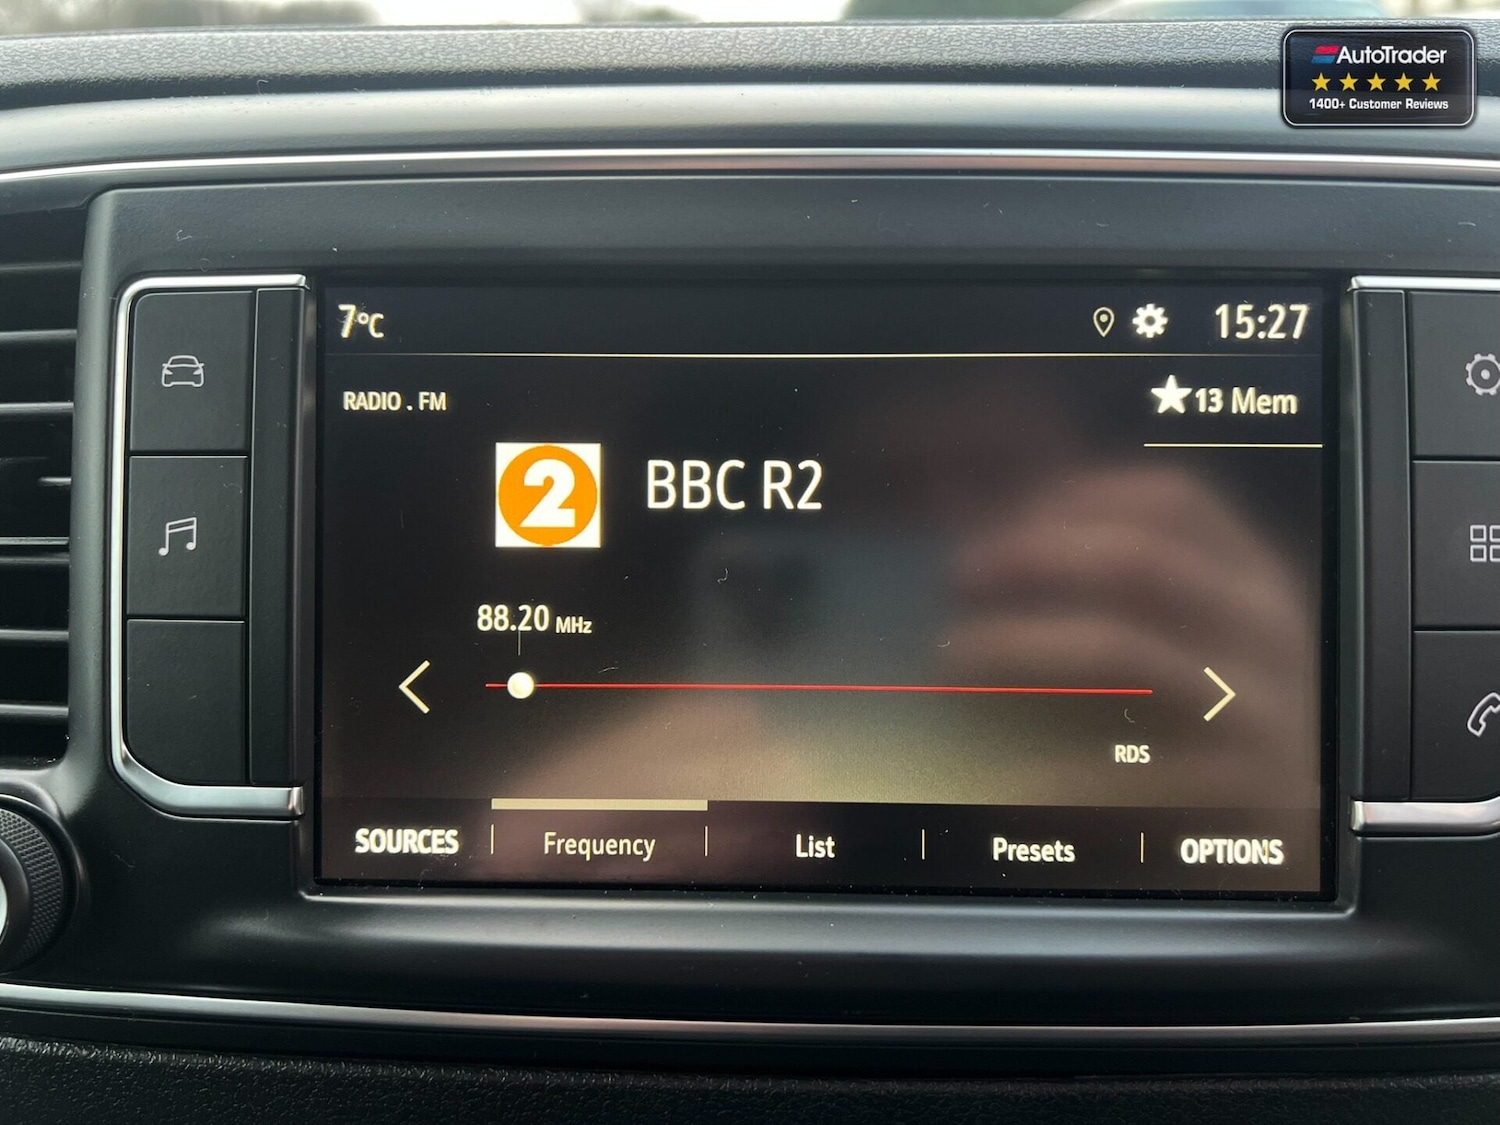 AutoTrader
1400+ Customer Reviews
7°C
15:27
RADIO . FM
13 Mem
2
BBC R2
88.20 MHz
RDS
SOURCES
Frequency
List
Presets
OPTIONS